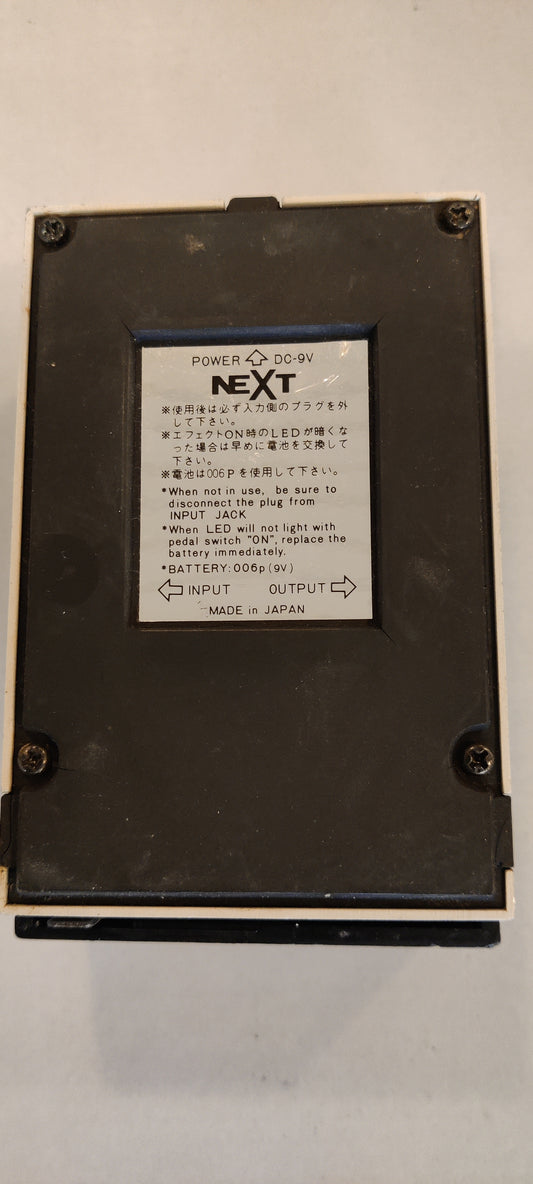 POWER ⇧ DC-9V
NEXT
※使用後は必ず入力側のプラグを外
して下さい。
※エフェクトON時のLEDが暗くな
った場合は早めに電池を交換して
下さい。
※電池は006Pを使用して下さい。
*When not in use, be sure to
disconnect the plug from
INPUT JACK
*When LED will not light with
pedal switch "ON", replace the
battery immediately.
*BATTERY:006p(9V)
⇦ INPUT OUTPUT ⇨
MADE in JAPAN